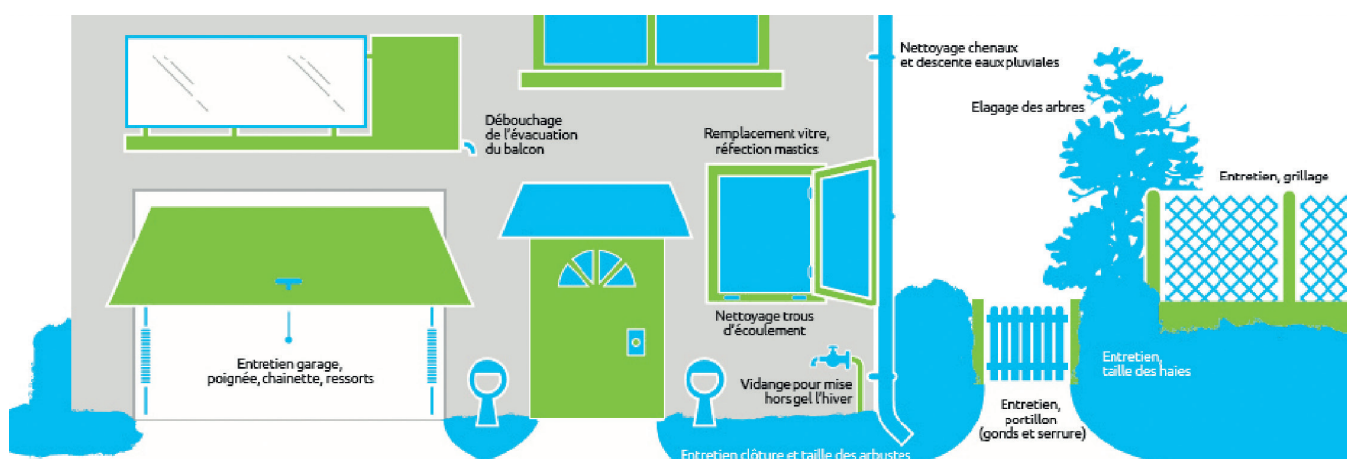 Nettoyage chenaux
et descente eaux pluviales
Elagage des arbres
Débouchage
de l'évacuation
du balcon
Remplacement vitre,
réfection mastics
Entretien, grillage
Nettoyage trous
d'écoulement
Entretien garage,
poignée, chainette, ressorts
Vidange pour mise
hors gel l'hiver
Entretien,
taille des haies
Entretien,
portillon
(gonds et serrure)
Entretien clôture et taille des arbustes